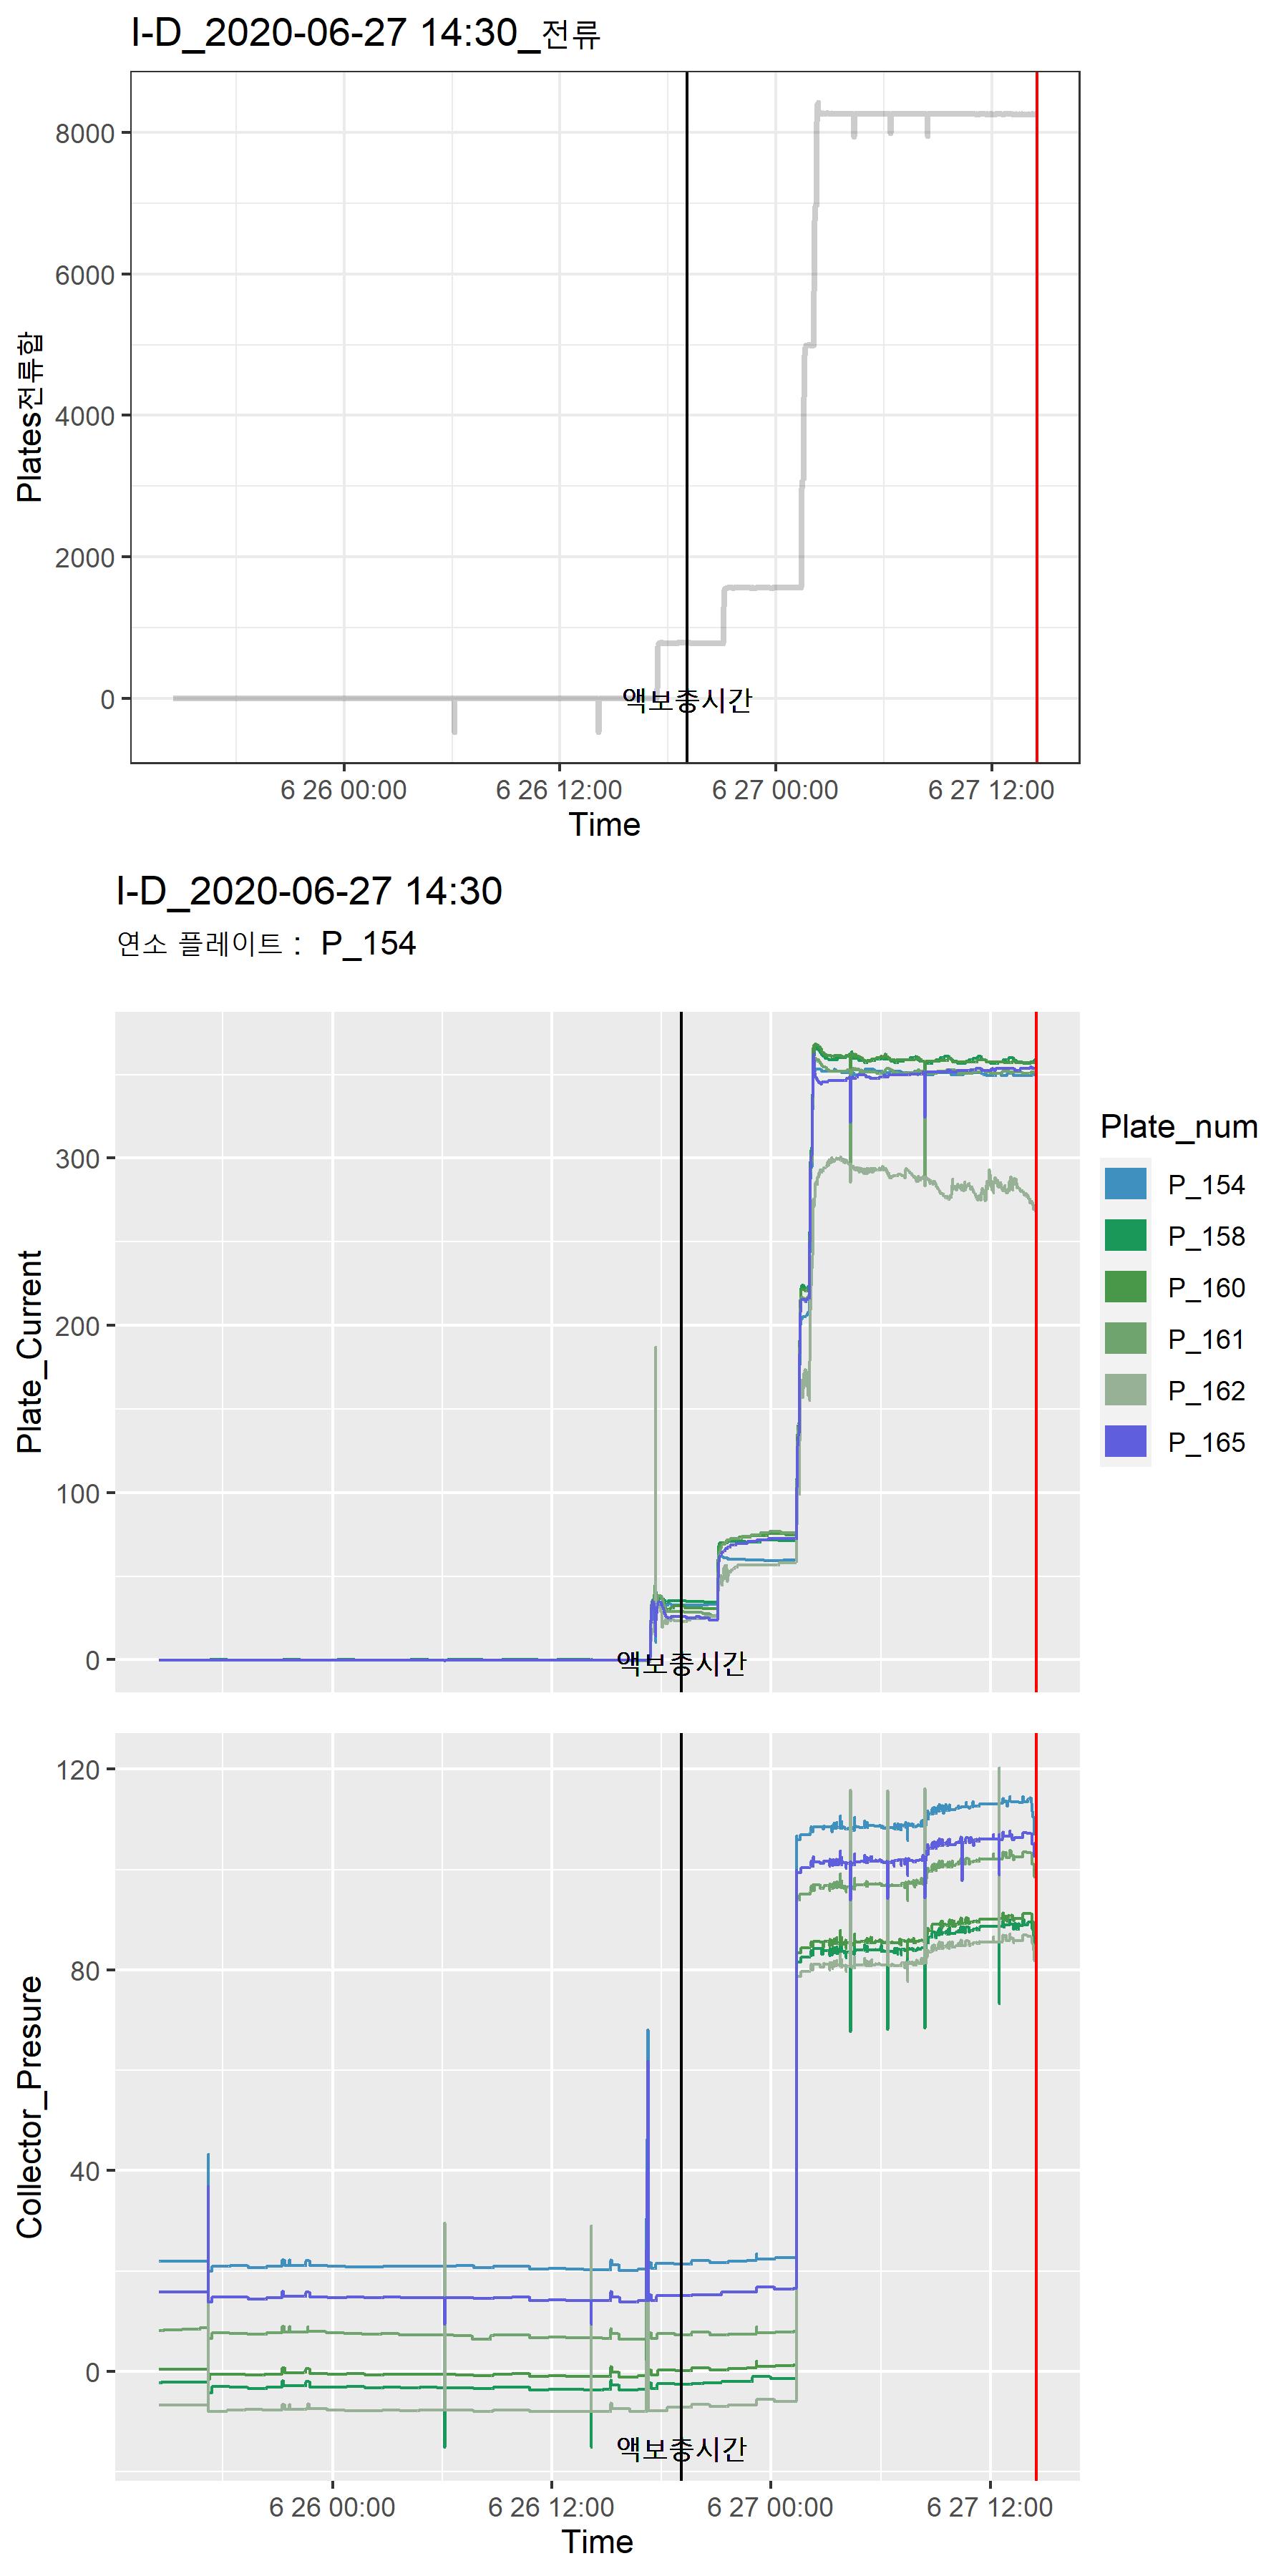 I-D_2020-06-27 14:30_전류
Plates전류합
8000
6000
4000
2000
0
액보충시간
6 26 00:00
6 26 12:00
6 27 00:00
6 27 12:00
Time
I-D_2020-06-27 14:30
연소 플레이트 : P_154
Plate_Current
300
200
100
0
액보충시간
Plate_num
P_154
P_158
P_160
P_161
P_162
P_165
Collector_Presure
120
80
40
0
액보충시간
6 26 00:00
6 26 12:00
6 27 00:00
6 27 12:00
Time